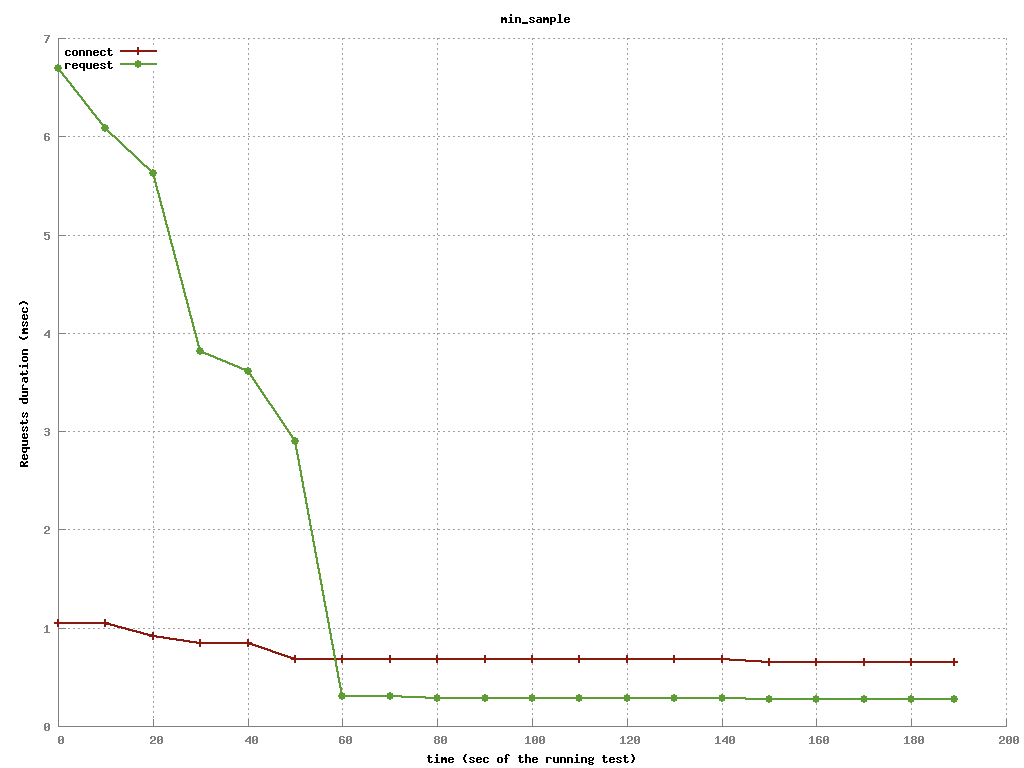 min_sample
7
connect
request
6
5
4
3
2
1
0
Requests duration (msec)
0 20 40 60 80 100 120 140 160 180 200
time (sec of the running test)